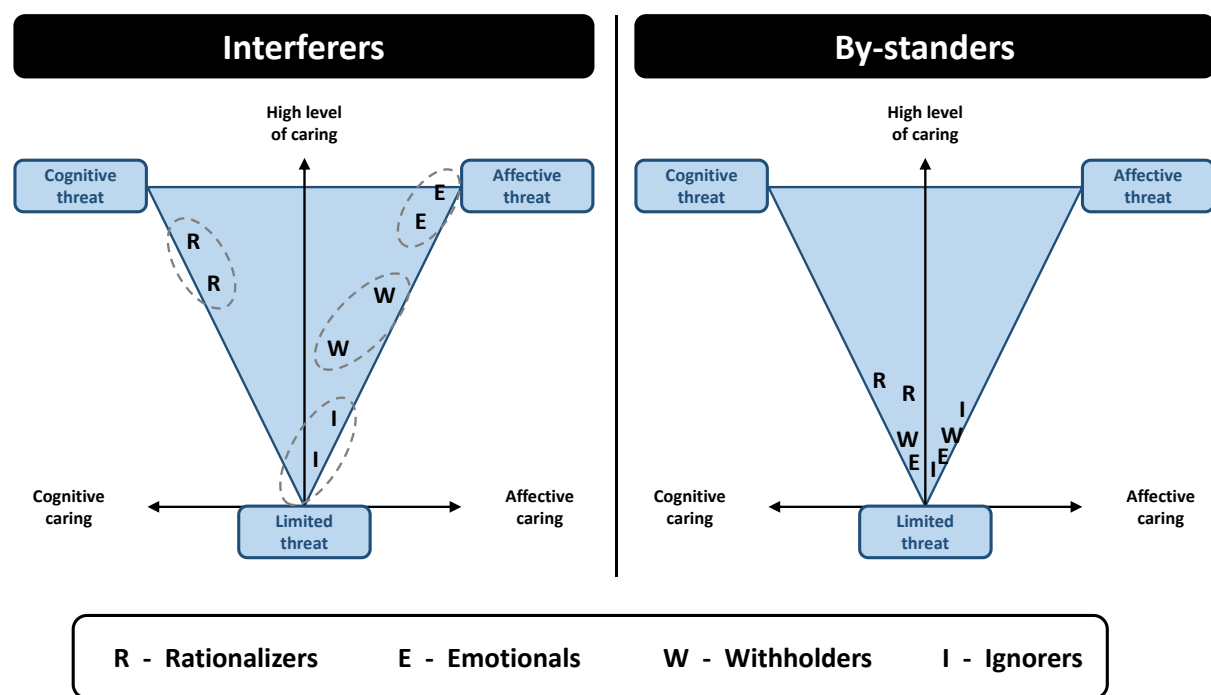 Interferers
High level
of caring
Cognitive
threat
Affective
threat
E
E
R
R
W
W
I
I
Cognitive
caring
Affective
caring
Limited
threat
By-standers
High level
of caring
Cognitive
threat
Affective
threat
R
R
I
W
W
E
E
I
Cognitive
caring
Affective
caring
Limited
threat
R - Rationalizers E - Emotionals W - Withholders I - Ignorers